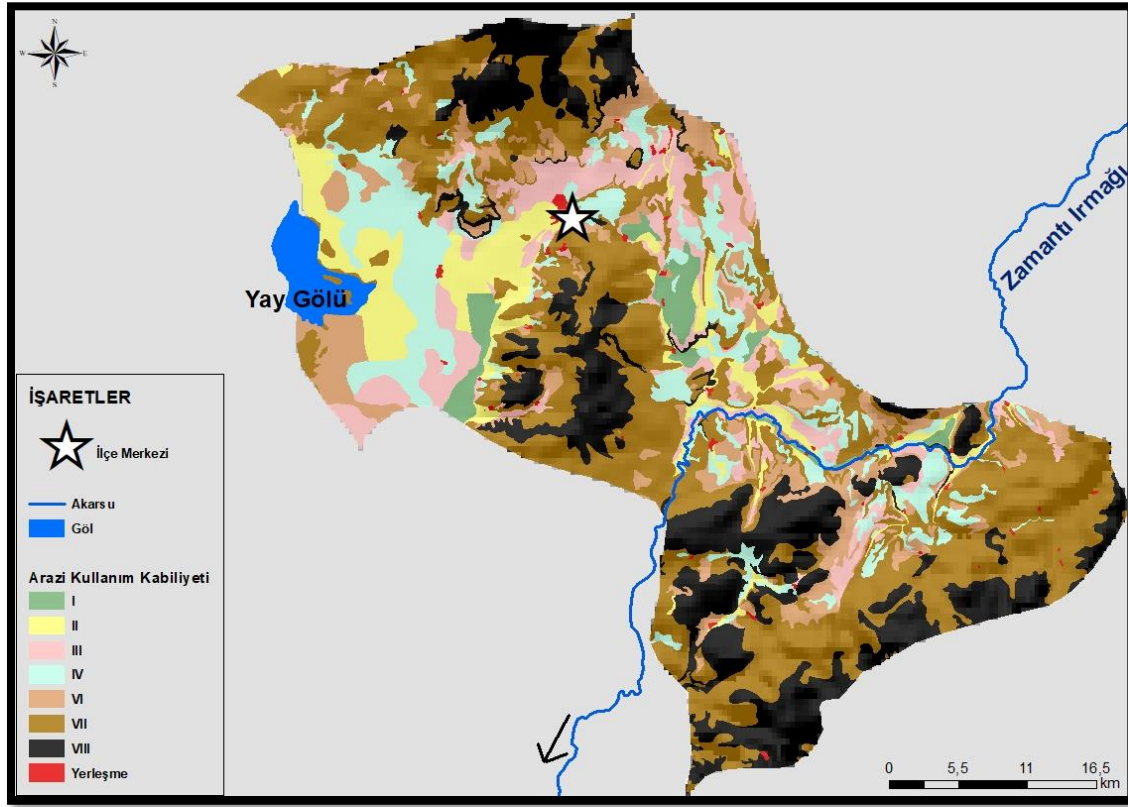 N
W E
S
Zamantı Irmağı
Yay Gölü
İŞARETLER
İlçe Merkezi
Akarsu
Göl
Arazi Kullanım Kabiliyeti
I
II
III
IV
VI
VII
VIII
Yerleşme
0 5,5 11 16,5
km